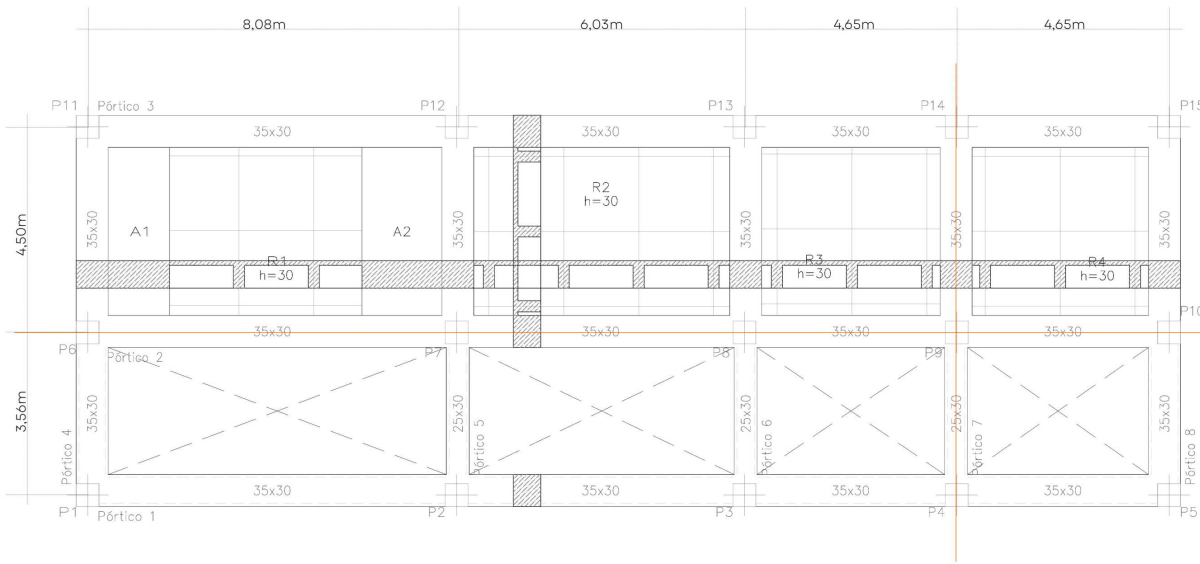 8,08m
6,03m
4,65m
4,65m
P11
Pórtico 3
P12
P13
P14
P15
35x30
35x30
35x30
35x30
4,50m
35x30
A1
A2
35x30
R2
h=30
35x30
35x30
35x30
R1
h=30
R3
h=30
R4
h=30
P10
35x30
35x30
35x30
35x30
P6
Pórtico 2
P7
P8
P9
3,56m
35x30
25x30
25x30
25x30
35x30
Pórtico 4
Pórtico 5
Pórtico 6
Pórtico 7
Pórtico 8
35x30
35x30
35x30
35x30
P1
Pórtico 1
P2
P3
P4
P5